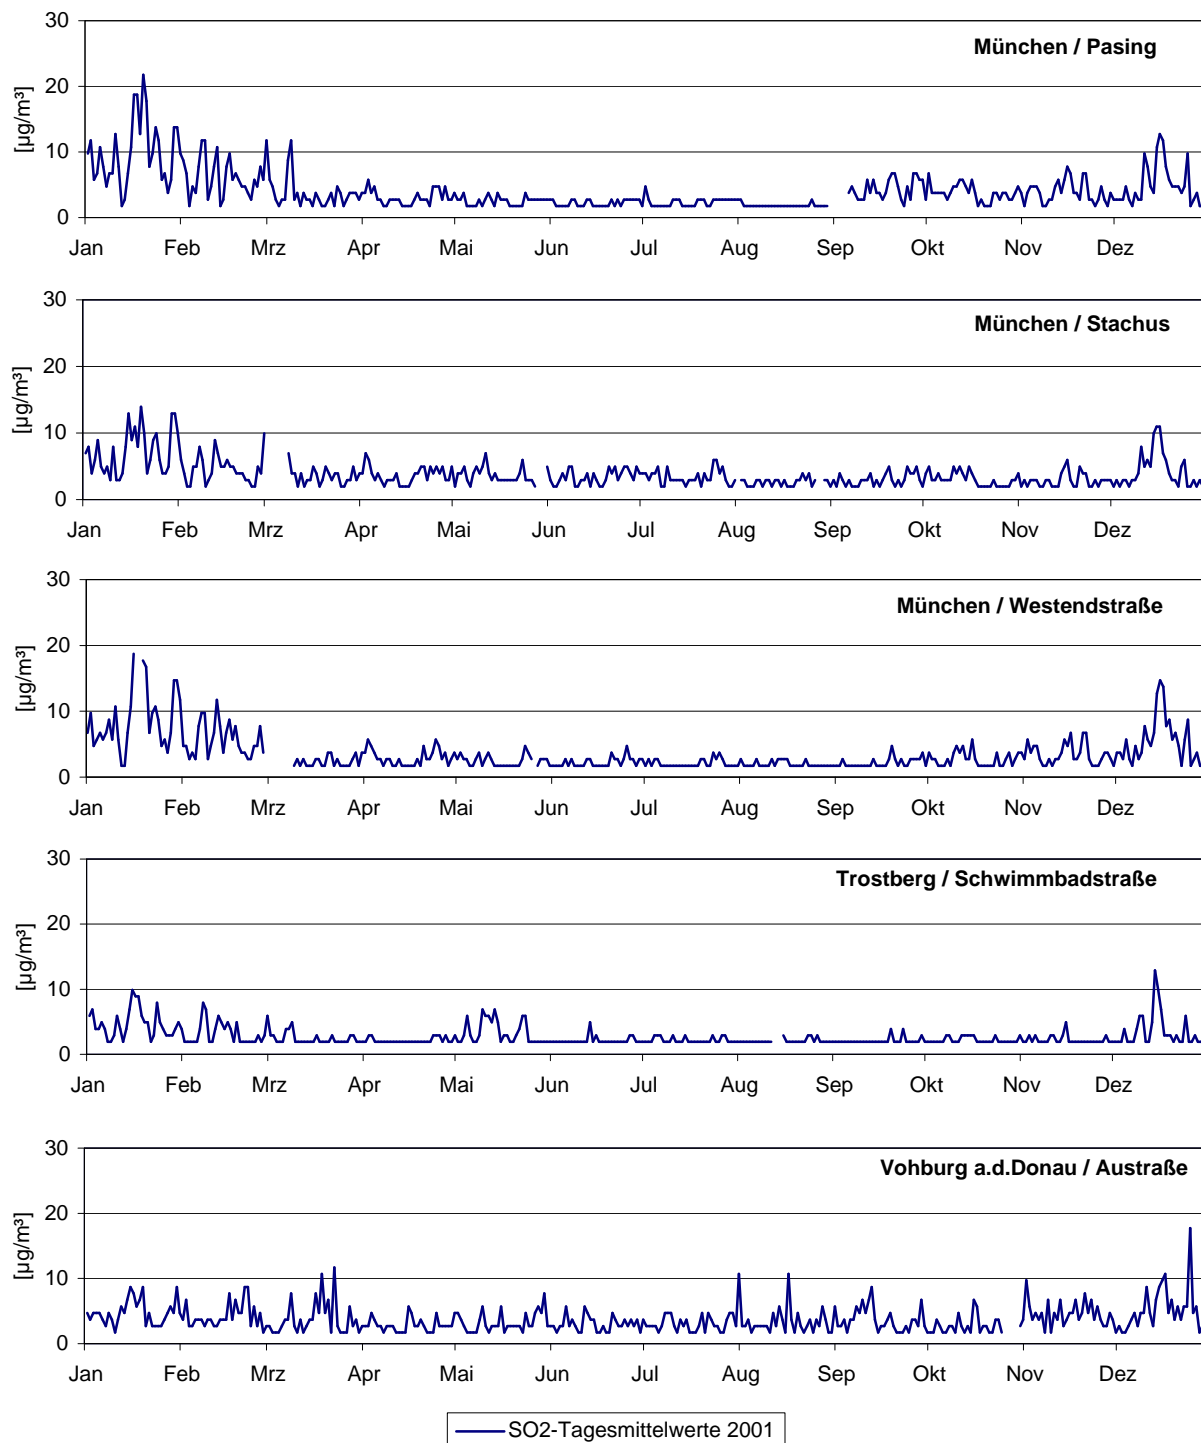 30
München / Pasing
20
[µg/m³]
10
0
Jan Feb Mrz Apr Mai Jun Jul Aug Sep Okt Nov Dez
30
München / Stachus
20
[µg/m³]
10
0
Jan Feb Mrz Apr Mai Jun Jul Aug Sep Okt Nov Dez
30
München / Westendstraße
20
[µg/m³]
10
0
Jan Feb Mrz Apr Mai Jun Jul Aug Sep Okt Nov Dez
30
Trostberg / Schwimmbadstraße
20
[µg/m³]
10
0
Jan Feb Mrz Apr Mai Jun Jul Aug Sep Okt Nov Dez
30
Vohburg a.d.Donau / Austraße
20
[µg/m³]
10
0
Jan Feb Mrz Apr Mai Jun Jul Aug Sep Okt Nov Dez
SO2-Tagesmittelwerte 2001